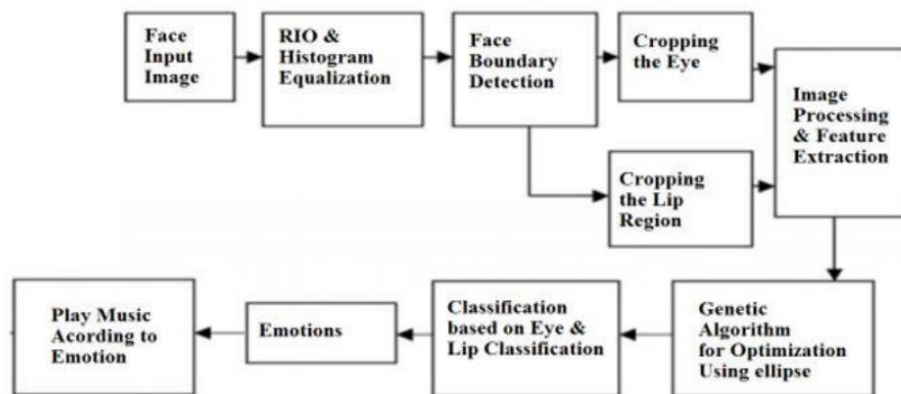 Face
Input
Image
RIO &
Histogram
Equalization
Face
Boundary
Detection
Cropping
the Eye
Cropping
the Lip
Region
Image
Processing
& Feature
Extraction
Genetic
Algorithm
for Optimization
Using ellipse
Classification
based on Eye &
Lip Classification
Emotions
Play Music
Acording to
Emotion